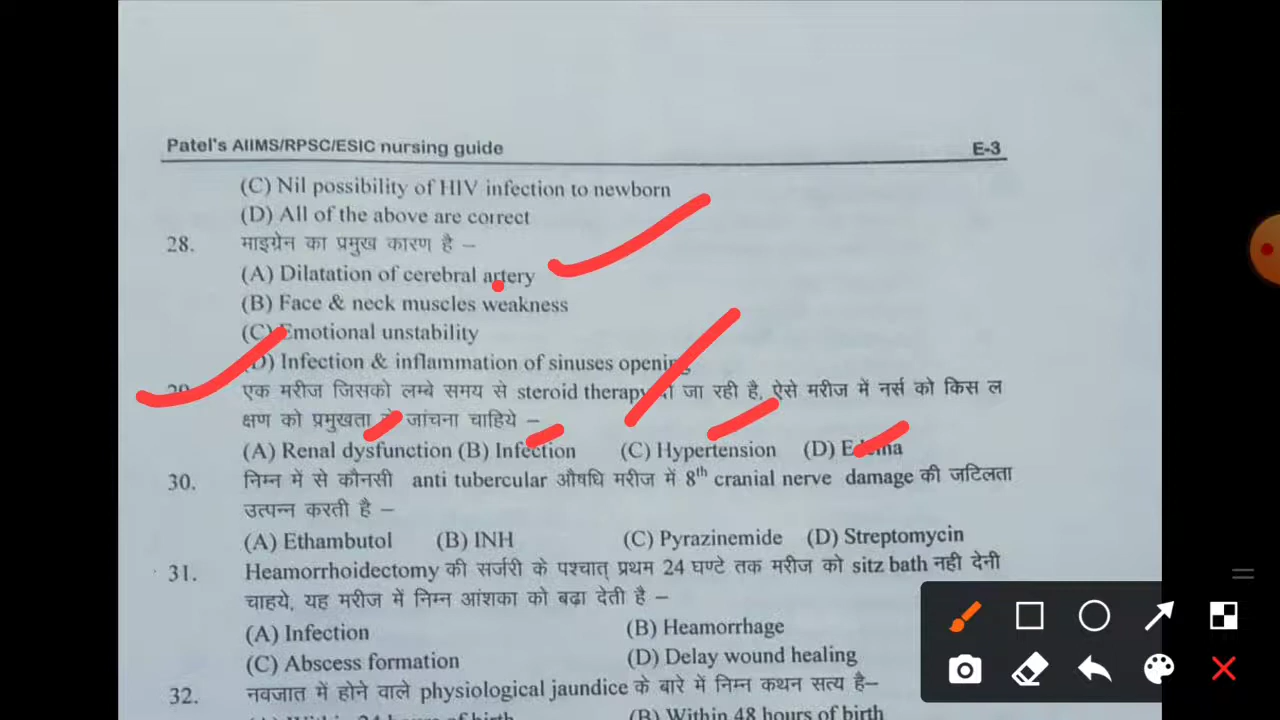 Patel's AIIMS/RPSC/ESIC nursing guide E-3
(C) Nil possibility of HIV infection to newborn
(D) All of the above are correct
28. माइग्रेन का प्रमुख कारण है –
(A) Dilatation of cerebral artery
(B) Face & neck muscles weakness
(C) Emotional unstability
(D) Infection & inflammation of sinuses opening
29. एक मरीज जिसको लम्बे समय से steroid therapy जा रही है, ऐसे मरीज में नर्स को किस ल
क्षण को प्रमुखता जांचना चाहिये –
(A) Renal dysfunction (B) Infection (C) Hypertension (D) Edema
30. निम्न में से कौनसी anti tubercular औषधि मरीज में 8th cranial nerve damage की जटिलता
उत्पन्न करती है –
(A) Ethambutol (B) INH (C) Pyrazinemide (D) Streptomycin
31. Heamorrhoidectomy की सर्जरी के पश्चात् प्रथम 24 घण्टे तक मरीज को sitz bath नही देनी
चाहये, यह मरीज में निम्न आंशका को बढ़ा देती है –
(A) Infection (B) Heamorrhage
(C) Abscess formation (D) Delay wound healing
32. नवजात में होने वाले physiological jaundice के बारे में निम्न कथन सत्य है–
(A) Within 24 hours of birth (B) Within 48 hours of birth